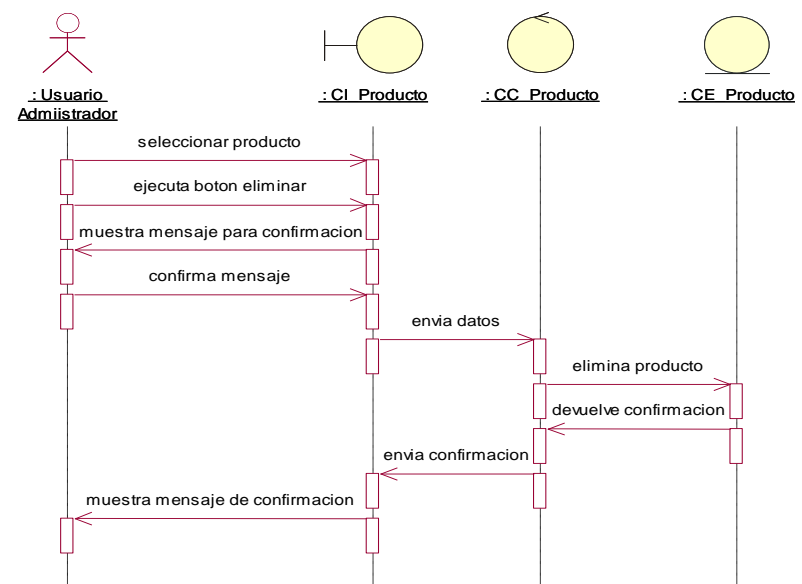 : Usuario
Admiistrador
: CI_Producto
: CC_Producto
: CE_Producto
seleccionar producto
ejecuta boton eliminar
muestra mensaje para confirmacion
confirma mensaje
envia datos
elimina producto
devuelve confirmacion
envia confirmacion
muestra mensaje de confirmacion